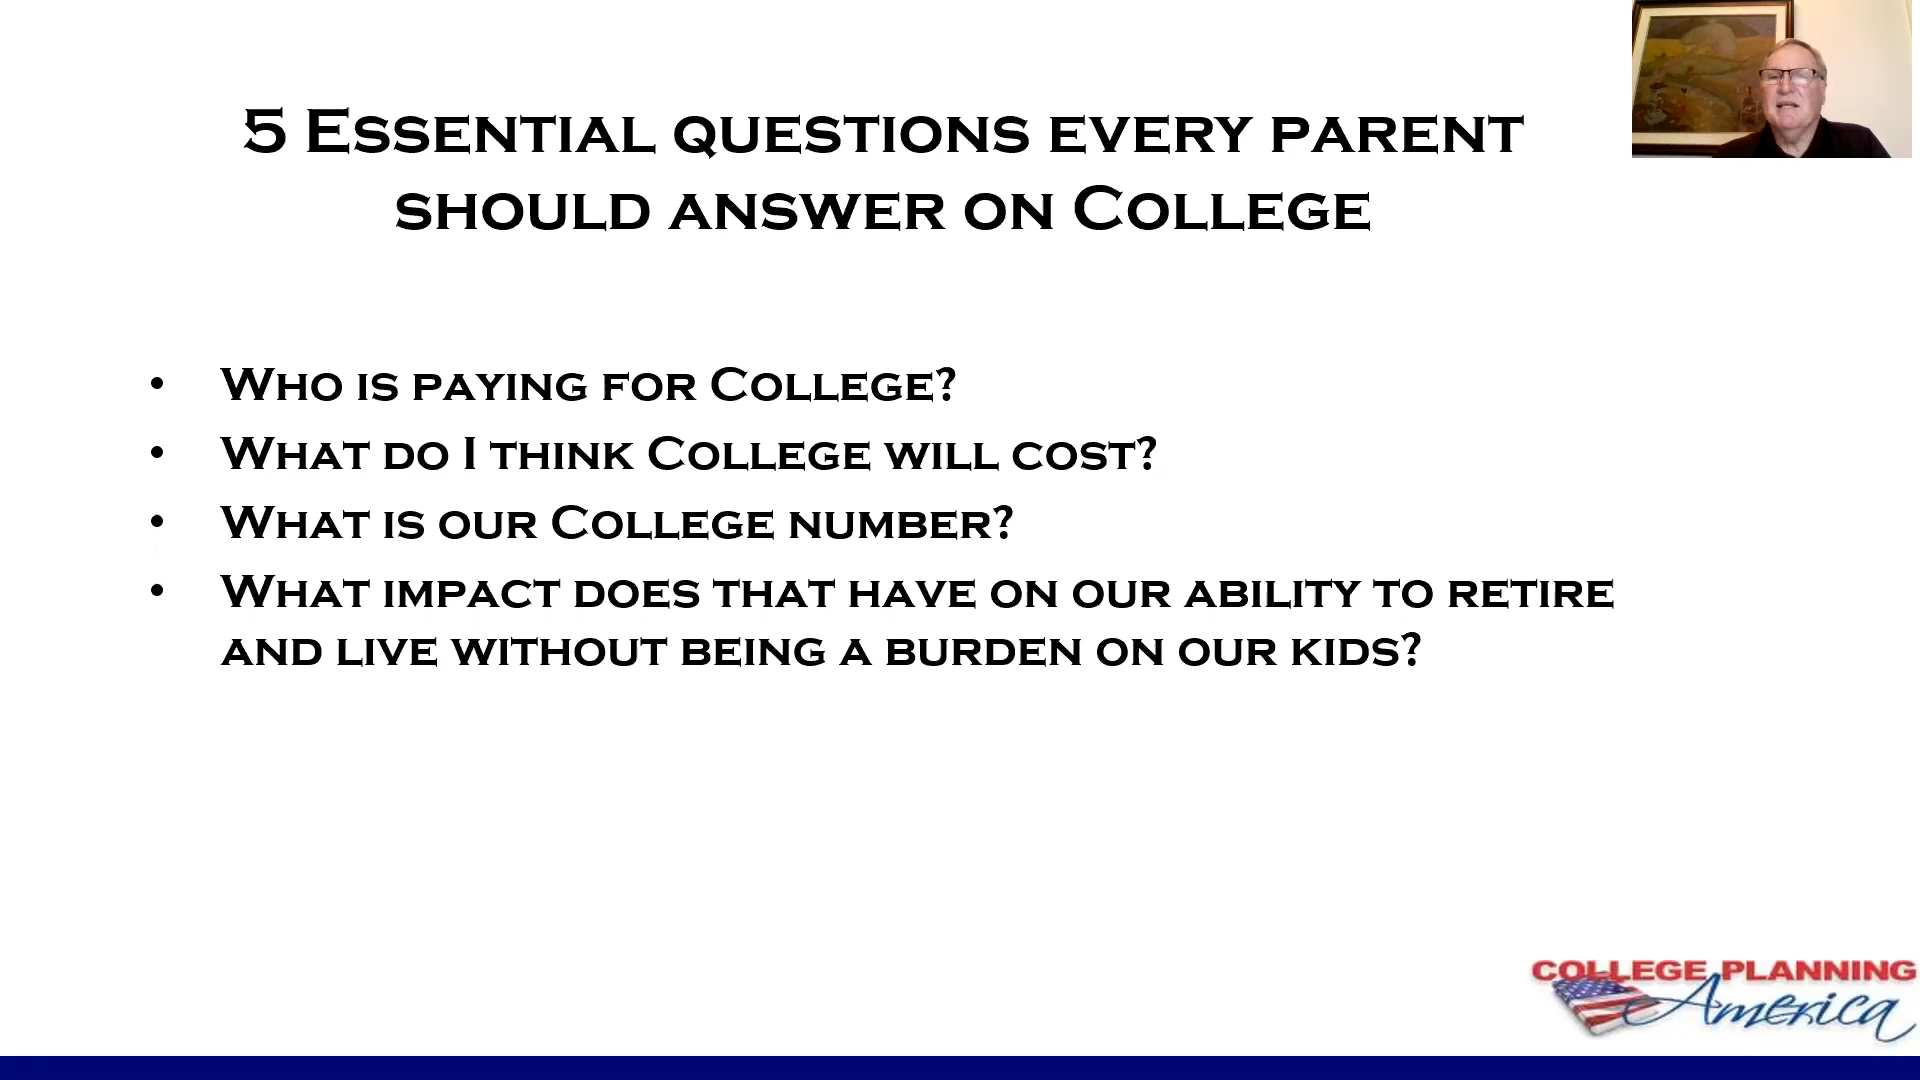 5 Essential questions every parent
should answer on College
• Who is paying for College?
• What do I think College will cost?
• What is our College number?
• What impact does that have on our ability to retire
and live without being a burden on our kids?
COLLEGE PLANNING
America